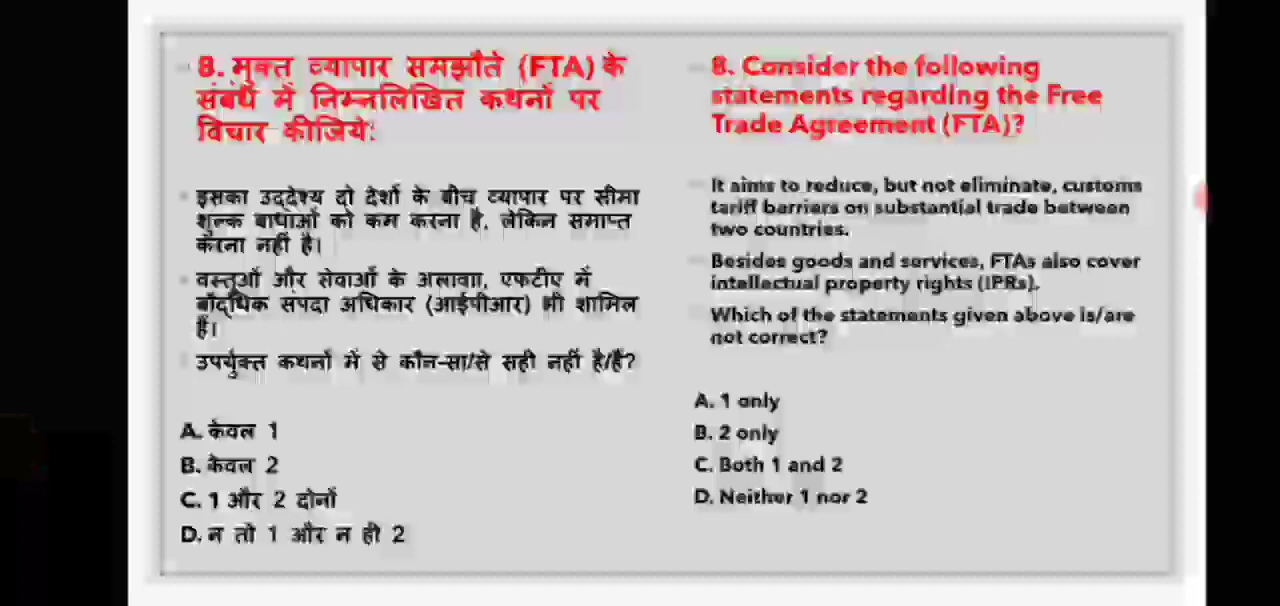 8. मुक्त व्यापार समझौते (FTA) के
संबंध में निम्नलिखित कथनों पर
विचार कीजिये:
इसका उद्देश्य दो देशों के बीच व्यापार पर सीमा
शुल्क बाधाओं को कम करना है, लेकिन समाप्त
करना नहीं है।
वस्तुओं और सेवाओं के अलावा, एफटीए में
बौद्धिक संपदा अधिकार (आईपीआर) भी शामिल
हैं।
उपर्युक्त कथनों में से कौन-सा/से सही नहीं है/हैं?
A. केवल 1
B. केवल 2
C. 1 और 2 दोनों
D. न तो 1 और न ही 2
8. Consider the following
statements regarding the Free
Trade Agreement (FTA)?
It aims to reduce, but not eliminate, customs
tariff barriers on substantial trade between
two countries.
Besides goods and services, FTAs also cover
intellectual property rights (IPRs).
Which of the statements given above is/are
not correct?
A. 1 only
B. 2 only
C. Both 1 and 2
D. Neither 1 nor 2